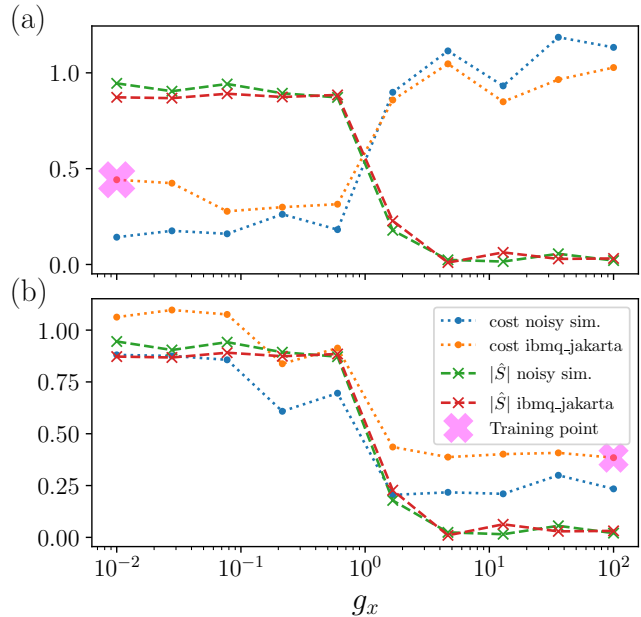 (a)
1.0
0.5
0.0
(b)
1.00
0.75
0.50
0.25
0.00
cost noisy sim.
cost ibmq_jakarta
|Ŝ| noisy sim.
|Ŝ| ibmq_jakarta
Training point
10⁻² 10⁻¹ 10⁰ 10¹ 10²
gₓ